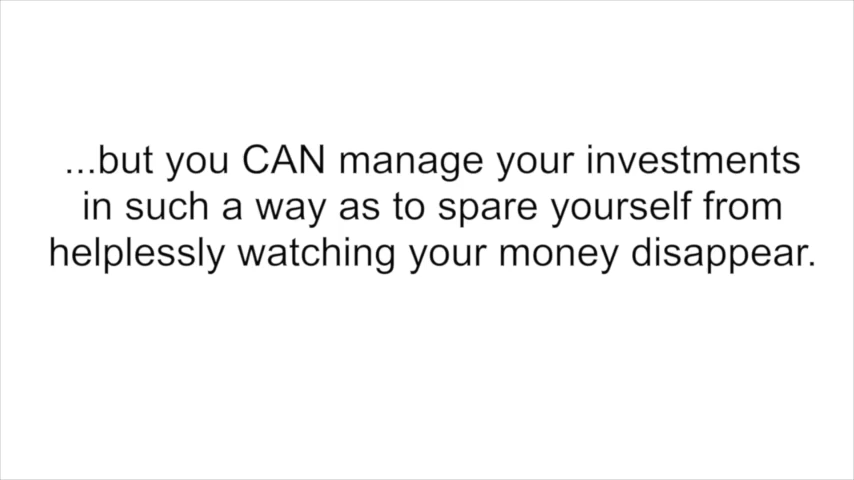 ...but you CAN manage your investments
in such a way as to spare yourself from
helplessly watching your money disappear.